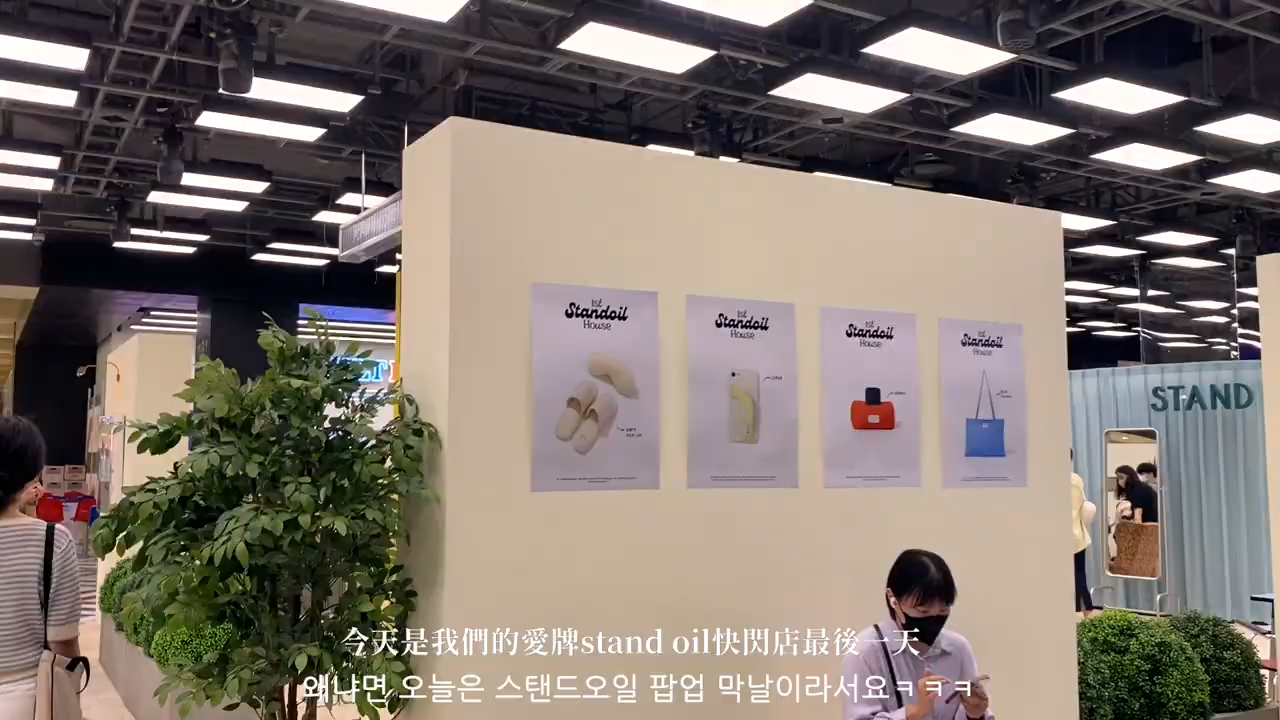 1st
Standoil
House
1st
Standoil
House
1st
Standoil
House
1st
Standoil
House
STAND
今天是我們的愛牌stand oil快閃店最後一天
왜냐면 오늘은 스탠드오일 팝업 막날이라서요ㅋㅋㅋ